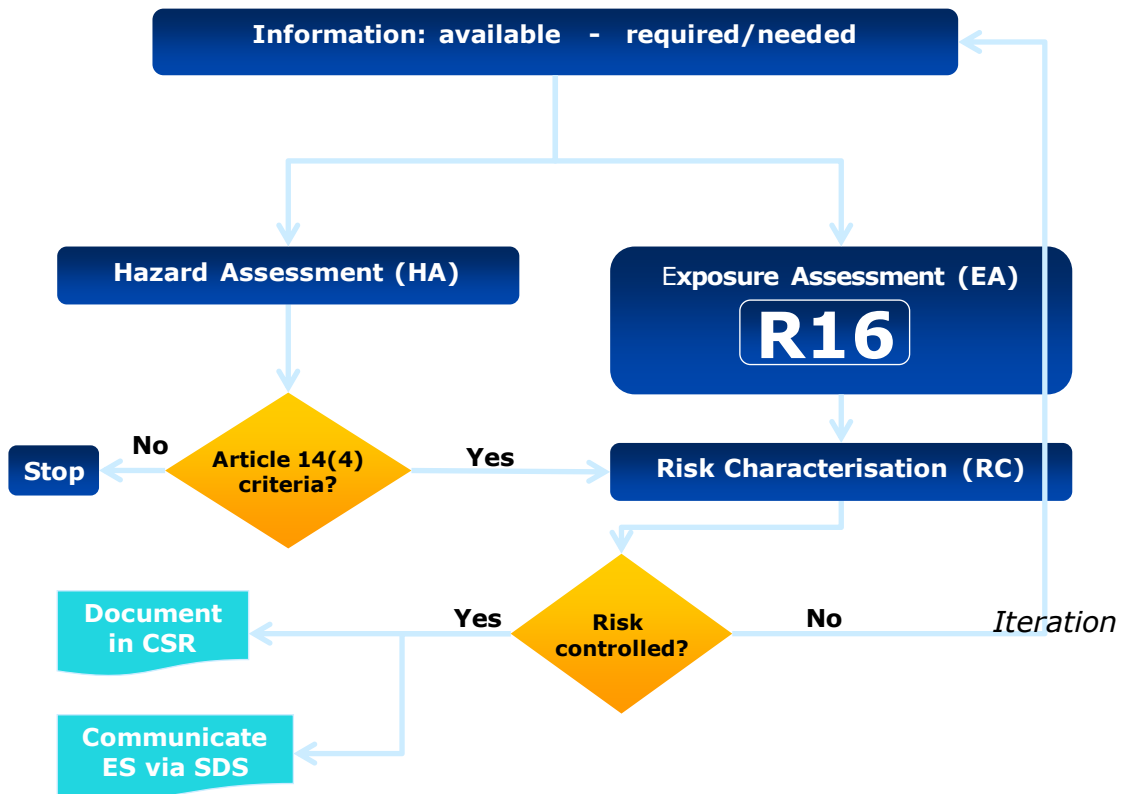 Information: available - required/needed
Hazard Assessment (HA)
Exposure Assessment (EA)
R16
No
Article 14(4)
criteria?
Yes
Stop
Risk Characterisation (RC)
Document
in CSR
Yes
Risk
controlled?
No
Iteration
Communicate
ES via SDS